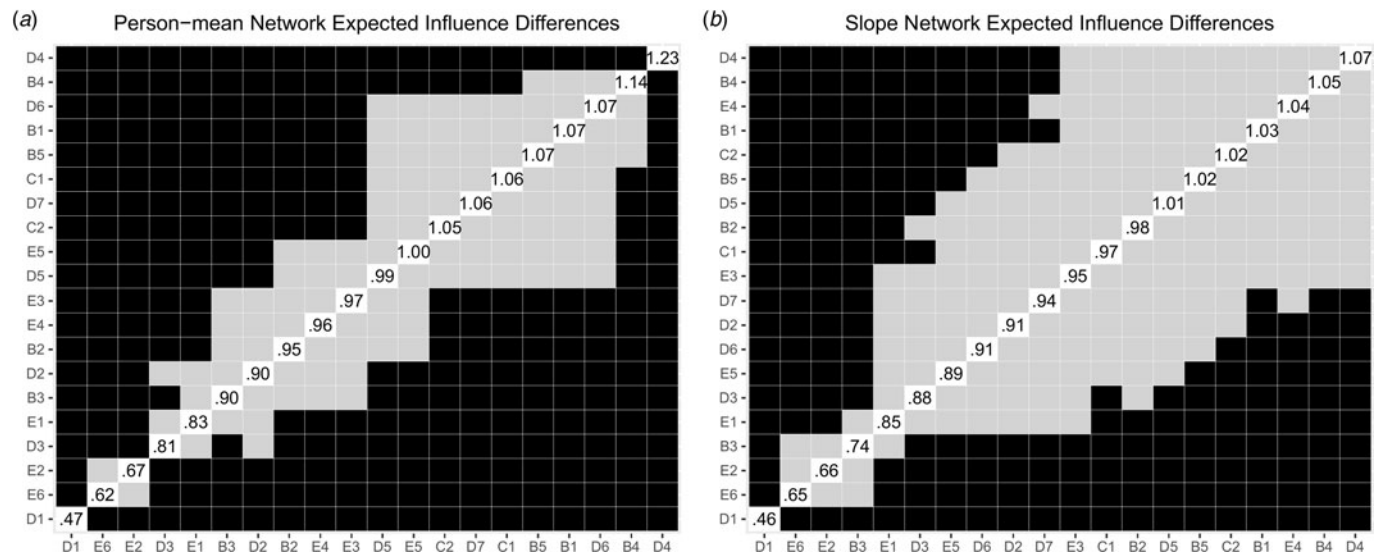 (a) Person-mean Network Expected Influence Differences
D4 1.23
B4 1.14
D6 1.07
B1 1.07
B5 1.07
C1 1.06
D7 1.06
C2 1.05
E5 1.00
D5 .99
E3 .97
E4 .96
B2 .95
D2 .90
B3 .90
E1 .83
D3 .81
E2 .67
E6 .62
D1 .47
D1 E6 E2 D3 E1 B3 D2 B2 E4 E3 D5 E5 C2 D7 C1 B5 B1 D6 B4 D4
(b) Slope Network Expected Influence Differences
D4 1.07
B4 1.05
E4 1.04
B1 1.03
C2 1.02
B5 1.02
D5 1.01
B2 .98
C1 .97
E3 .95
D7 .94
D2 .91
D6 .91
E5 .89
D3 .88
E1 .85
B3 .74
E2 .66
E6 .65
D1 .46
D1 E6 E2 B3 E1 D3 E5 D6 D2 D7 E3 C1 B2 D5 B5 C2 B1 E4 B4 D4